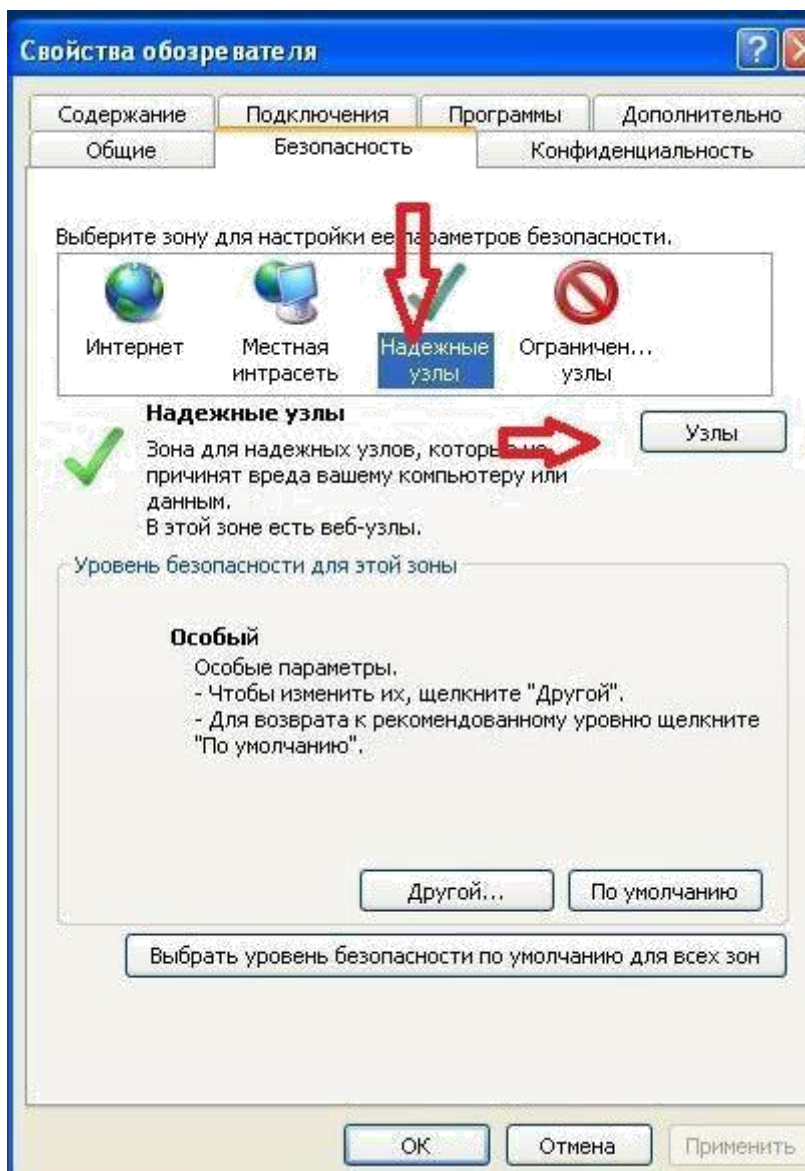 Свойства обозревателя
?
Содержание Подключения Программы Дополнительно
Общие Безопасность Конфиденциальность
Выберите зону для настройки ее параметров безопасности.
Интернет
Местная
интрасеть
Надежные
узлы
Ограничен...
узлы
Надежные узлы
Узлы
Зона для надежных узлов, которые не
причинят вреда вашему компьютеру или
данным.
В этой зоне есть веб-узлы.
Уровень безопасности для этой зоны
Особый
Особые параметры.
- Чтобы изменить их, щелкните "Другой".
- Для возврата к рекомендованному уровню щелкните
"По умолчанию".
Другой... По умолчанию
Выбрать уровень безопасности по умолчанию для всех зон
ОК Отмена Применить